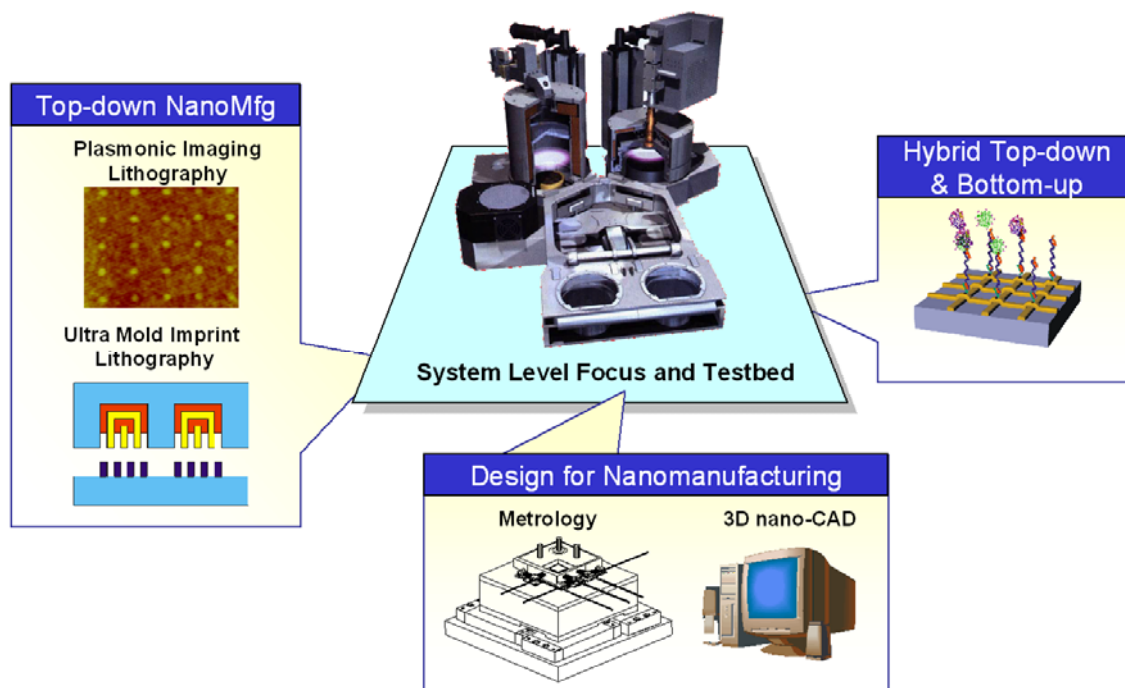 Top-down NanoMfg
Plasmonic Imaging
Lithography
Ultra Mold Imprint
Lithography
System Level Focus and Testbed
Hybrid Top-down
& Bottom-up
Design for Nanomanufacturing
Metrology
3D nano-CAD